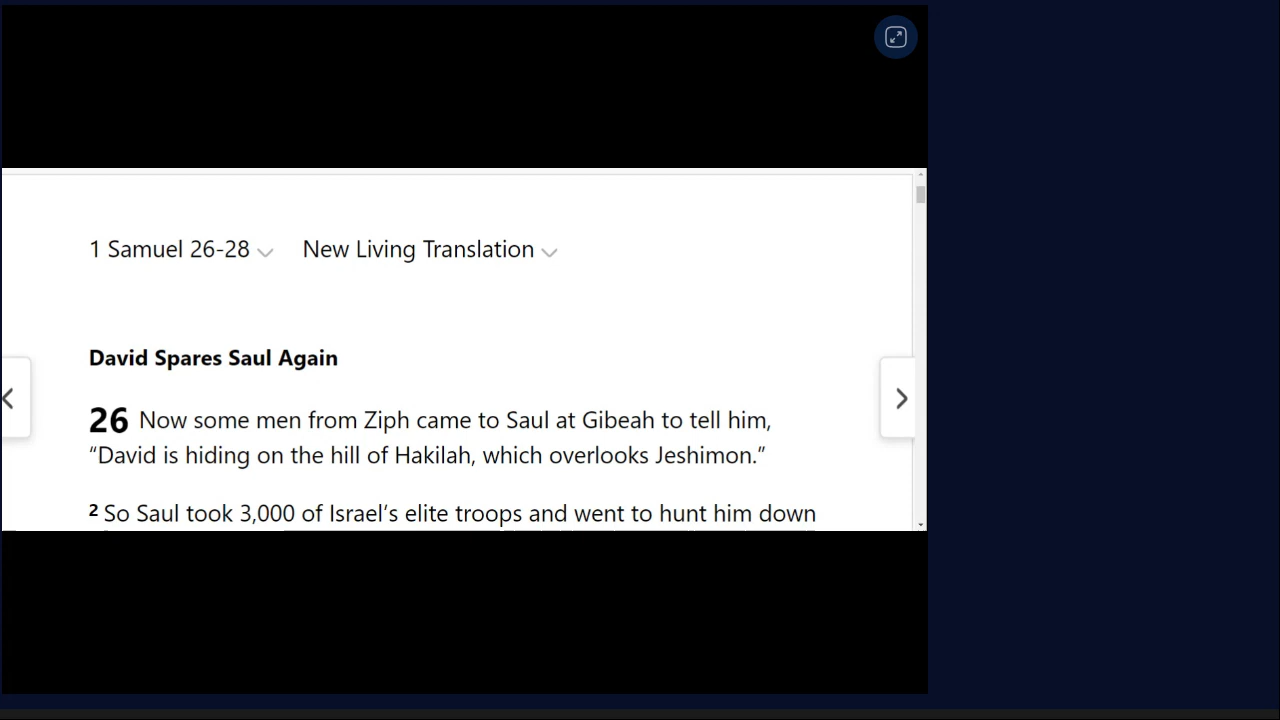 1 Samuel 26-28 New Living Translation
David Spares Saul Again
26 Now some men from Ziph came to Saul at Gibeah to tell him,
“David is hiding on the hill of Hakilah, which overlooks Jeshimon.”
2 So Saul took 3,000 of Israel’s elite troops and went to hunt him down